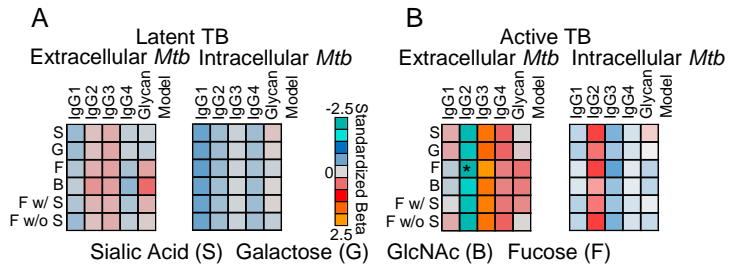 A
Latent TB
Extracellular Mtb
Intracellular Mtb
IgG1
IgG2
IgG3
IgG4
Glycan
Model
IgG1
IgG2
IgG3
IgG4
Glycan
Model
S
G
F
B
F w/ S
F w/o S
-2.5
0
2.5
Standardized Beta
B
Active TB
Extracellular Mtb
Intracellular Mtb
IgG1
IgG2
IgG3
IgG4
Glycan
Model
IgG1
IgG2
IgG3
IgG4
Glycan
Model
S
G
F
B
F w/ S
F w/o S
*
Sialic Acid (S) Galactose (G) GlcNAc (B) Fucose (F)